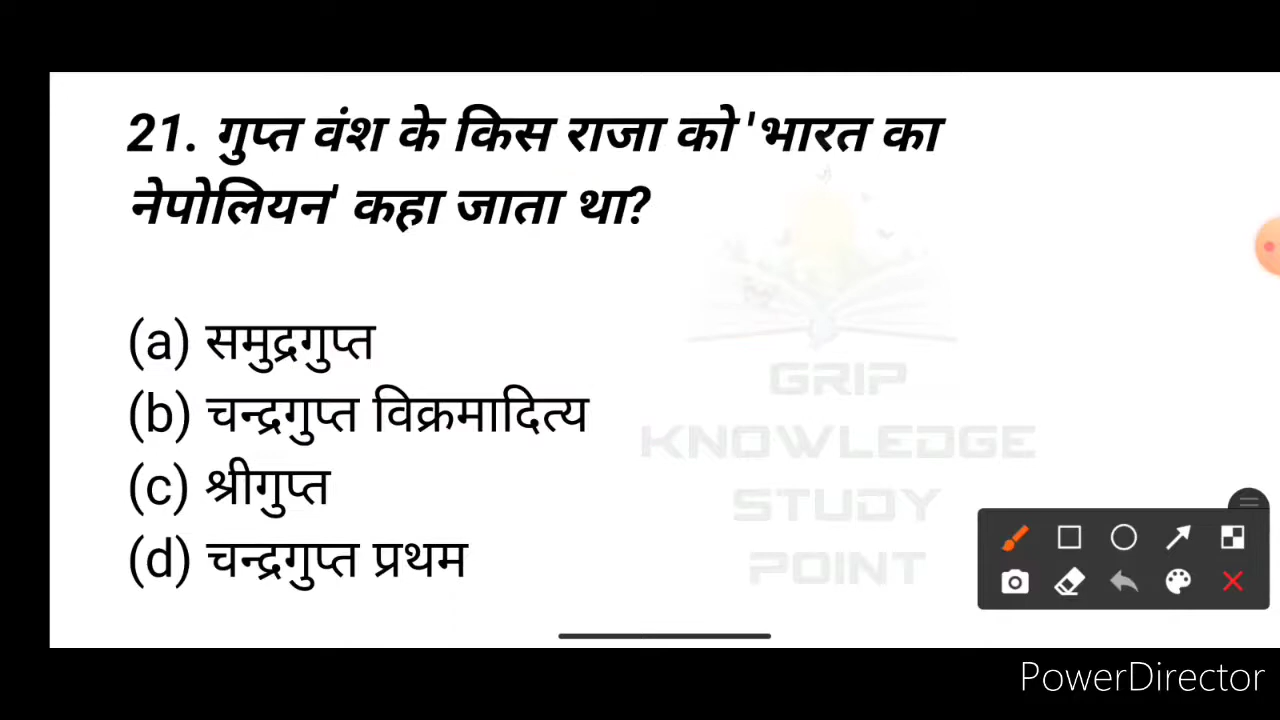 21. गुप्त वंश के किस राजा को 'भारत का
नेपोलियन' कहा जाता था?
(a) समुद्रगुप्त
(b) चन्द्रगुप्त विक्रमादित्य
(c) श्रीगुप्त
(d) चन्द्रगुप्त प्रथम
GRIP
KNOWLEDGE
STUDY
POINT
PowerDirector